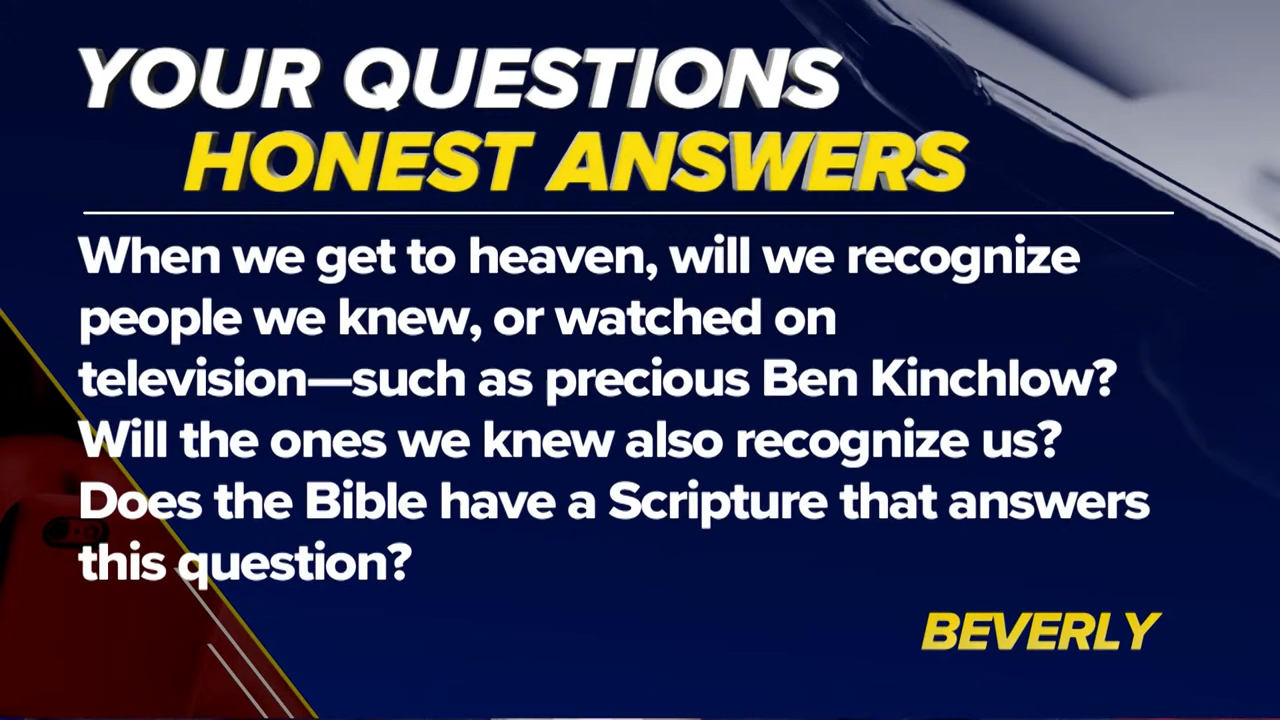 YOUR QUESTIONS
HONEST ANSWERS
When we get to heaven, will we recognize
people we knew, or watched on
television—such as precious Ben Kinchlow?
Will the ones we knew also recognize us?
Does the Bible have a Scripture that answers
this question?
BEVERLY